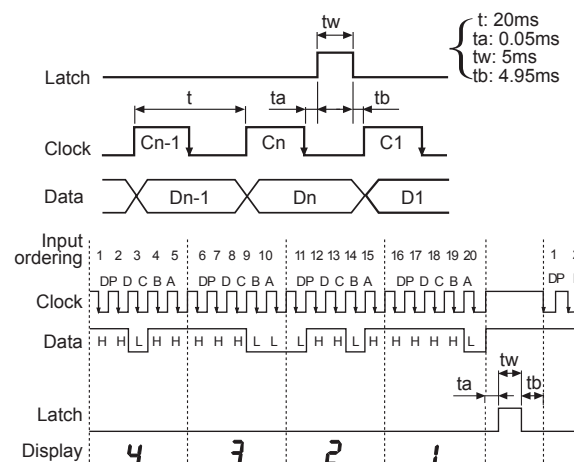 tw
t: 20ms
ta: 0.05ms
tw: 5ms
tb: 4.95ms
Latch
t
ta
tb
Clock
Cn-1
Cn
C1
Data
Dn-1
Dn
D1
Input
ordering
1 2 3 4 5 6 7 8 9 10 11 12 13 14 15 16 17 18 19 20 1
DP D C B A DP D C B A DP D C B A DP D C B A DP
Clock
Data
H H L H H H H H L L L H H L H H H H H L
tw
ta
tb
Latch
Display 4 3 2 1